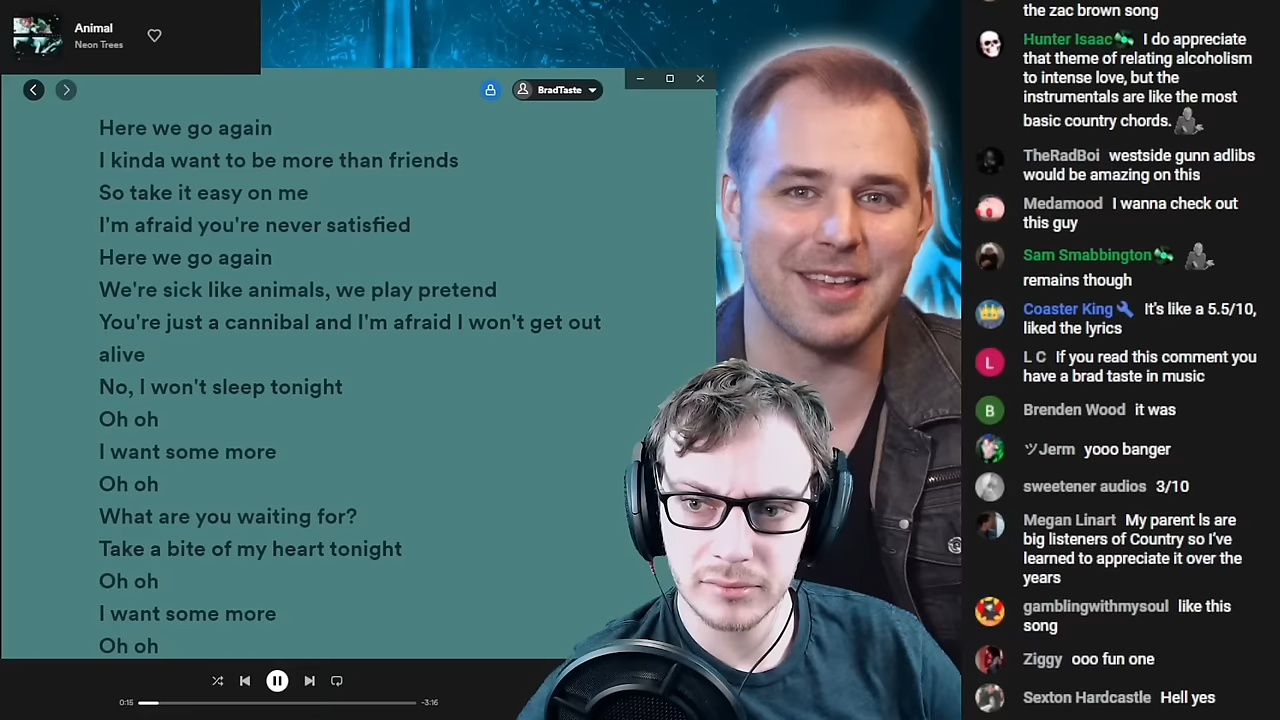 Animal
Neon Trees
BradTaste
Here we go again
I kinda want to be more than friends
So take it easy on me
I'm afraid you're never satisfied
Here we go again
We're sick like animals, we play pretend
You're just a cannibal and I'm afraid I won't get out
alive
No, I won't sleep tonight
Oh oh
I want some more
Oh oh
What are you waiting for?
Take a bite of my heart tonight
Oh oh
I want some more
Oh oh
0:15
-3:16
the zac brown song
Hunter Isaac I do appreciate
that theme of relating alcoholism
to intense love, but the
instrumentals are like the most
basic country chords.
TheRadBoi westside gunn adlibs
would be amazing on this
Medamood I wanna check out
this guy
Sam Smabbington
remains though
Coaster King It's like a 5.5/10,
liked the lyrics
L
L C If you read this comment you
have a brad taste in music
B
Brenden Wood it was
ツJerm yooo banger
sweetener audios 3/10
Megan Linart My parent Is are
big listeners of Country so I've
learned to appreciate it over the
years
gamblingwithmysoul like this
song
Ziggy ooo fun one
Sexton Hardcastle Hell yes